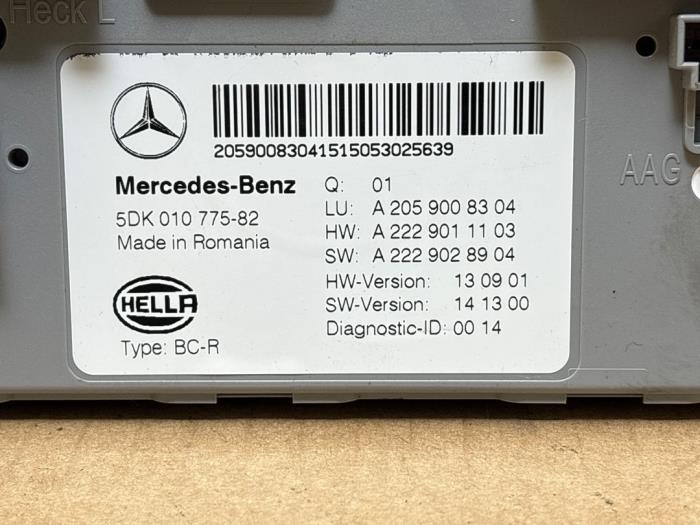 Heck L
20590083041515053025639
Mercedes-Benz
5DK 010 775-82
Made in Romania
HELLA
Type: BC-R
Q: 01
LU: A 205 900 83 04
HW: A 222 901 11 03
SW: A 222 902 89 04
HW-Version: 13 09 01
SW-Version: 14 13 00
Diagnostic-ID: 00 14
AAG